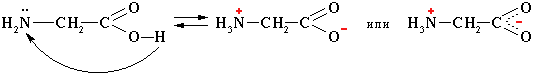 H₂N̈—CH₂—C(=O)—O—H ⇌ H₃N⁺—CH₂—C(=O)—O⁻ или H₃N⁺—CH₂—C(O)(O)⁻